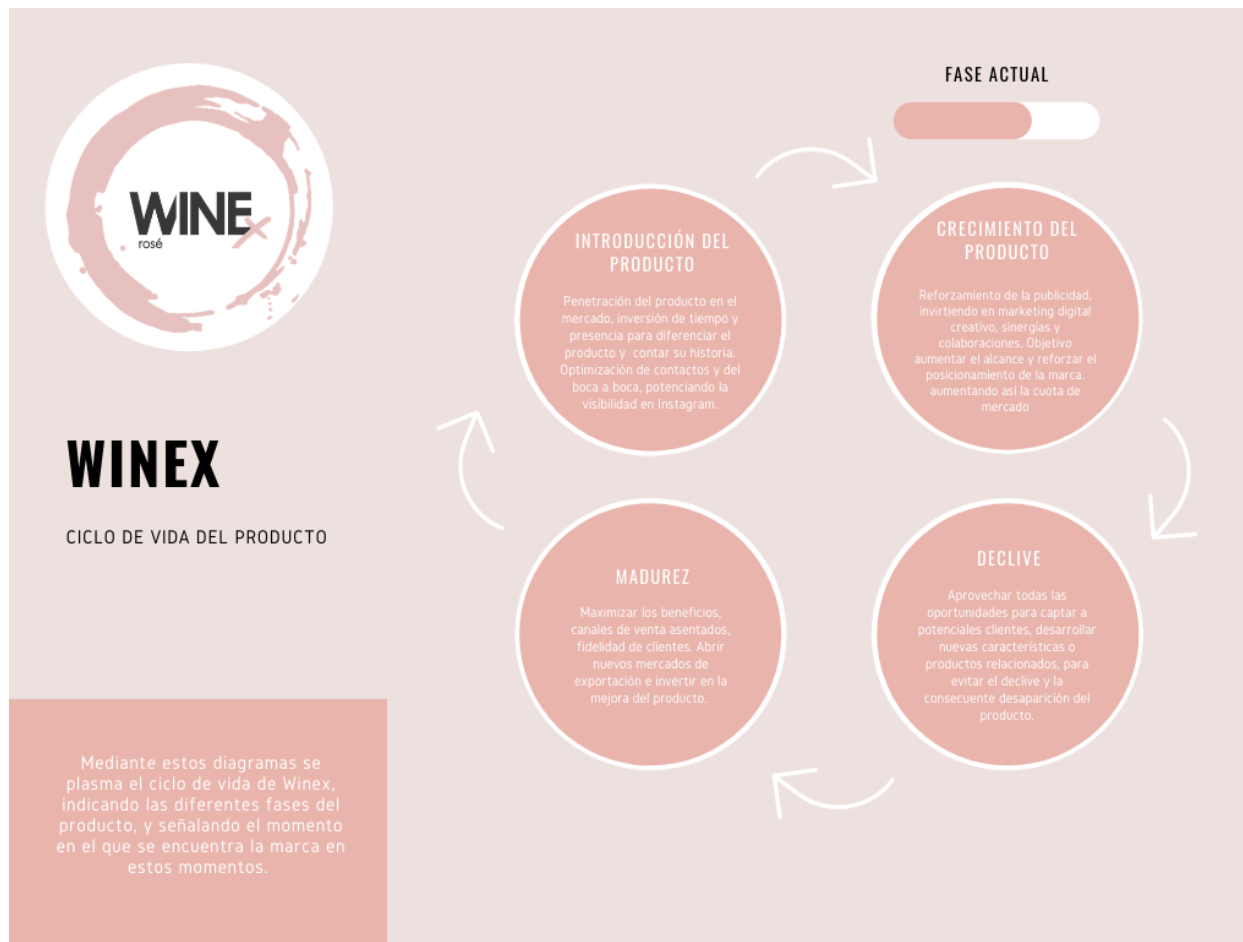 WINEx
rosé
WINEX
CICLO DE VIDA DEL PRODUCTO
Mediante estos diagramas se
plasma el ciclo de vida de Winex,
indicando las diferentes fases del
producto, y señalando el momento
en el que se encuentra la marca en
estos momentos.
FASE ACTUAL
INTRODUCCIÓN DEL
PRODUCTO
Penetración del producto en el
mercado, inversión de tiempo y
presencia para diferenciar el
producto y contar su historia.
Optimización de contactos y del
boca a boca, potenciando la
visibilidad en Instagram.
CRECIMIENTO DEL
PRODUCTO
Reforzamiento de la publicidad,
invirtiendo en marketing digital
creativo, sinergías y
colaboraciones. Objetivo
aumentar el alcance y reforzar el
posicionamiento de la marca.
aumentando así la cuota de
mercado
MADUREZ
Maximizar los beneficios,
canales de venta asentados,
fidelidad de clientes. Abrir
nuevos mercados de
exportación e invertir en la
mejora del producto.
DECLIVE
Aprovechar todas las
oportunidades para captar a
potenciales clientes, desarrollar
nuevas características o
productos relacionados, para
evitar el declive y la
consecuente desaparición del
producto.